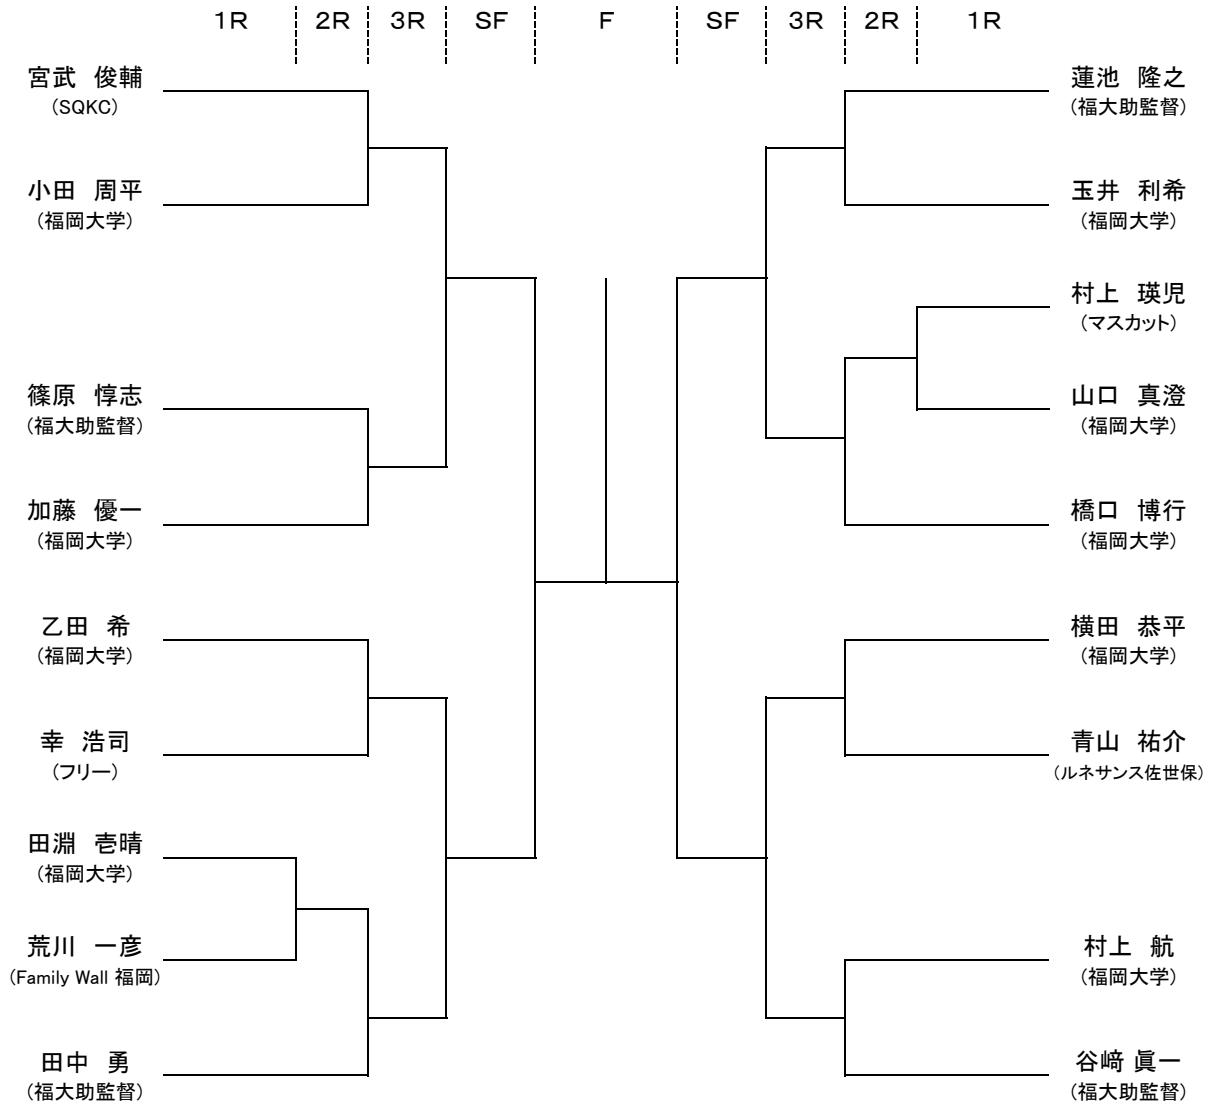 1R 2R 3R SF F SF 3R 2R 1R
宮武 俊輔
(SQKC)
小田 周平
(福岡大学)
篠原 惇志
(福大助監督)
加藤 優一
(福岡大学)
乙田 希
(福岡大学)
幸 浩司
(フリー)
田淵 壱晴
(福岡大学)
荒川 一彦
(Family Wall 福岡)
田中 勇
(福大助監督)
蓮池 隆之
(福大助監督)
玉井 利希
(福岡大学)
村上 瑛児
(マスカット)
山口 真澄
(福岡大学)
橋口 博行
(福岡大学)
横田 恭平
(福岡大学)
青山 祐介
(ルネサンス佐世保)
村上 航
(福岡大学)
谷﨑 眞一
(福大助監督)